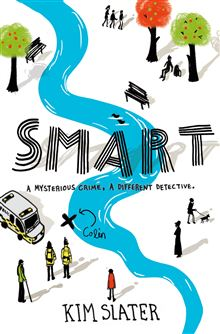 SMART
A MYSTERIOUS CRIME. A DIFFERENT DETECTIVE.
Colin
KIM SLATER